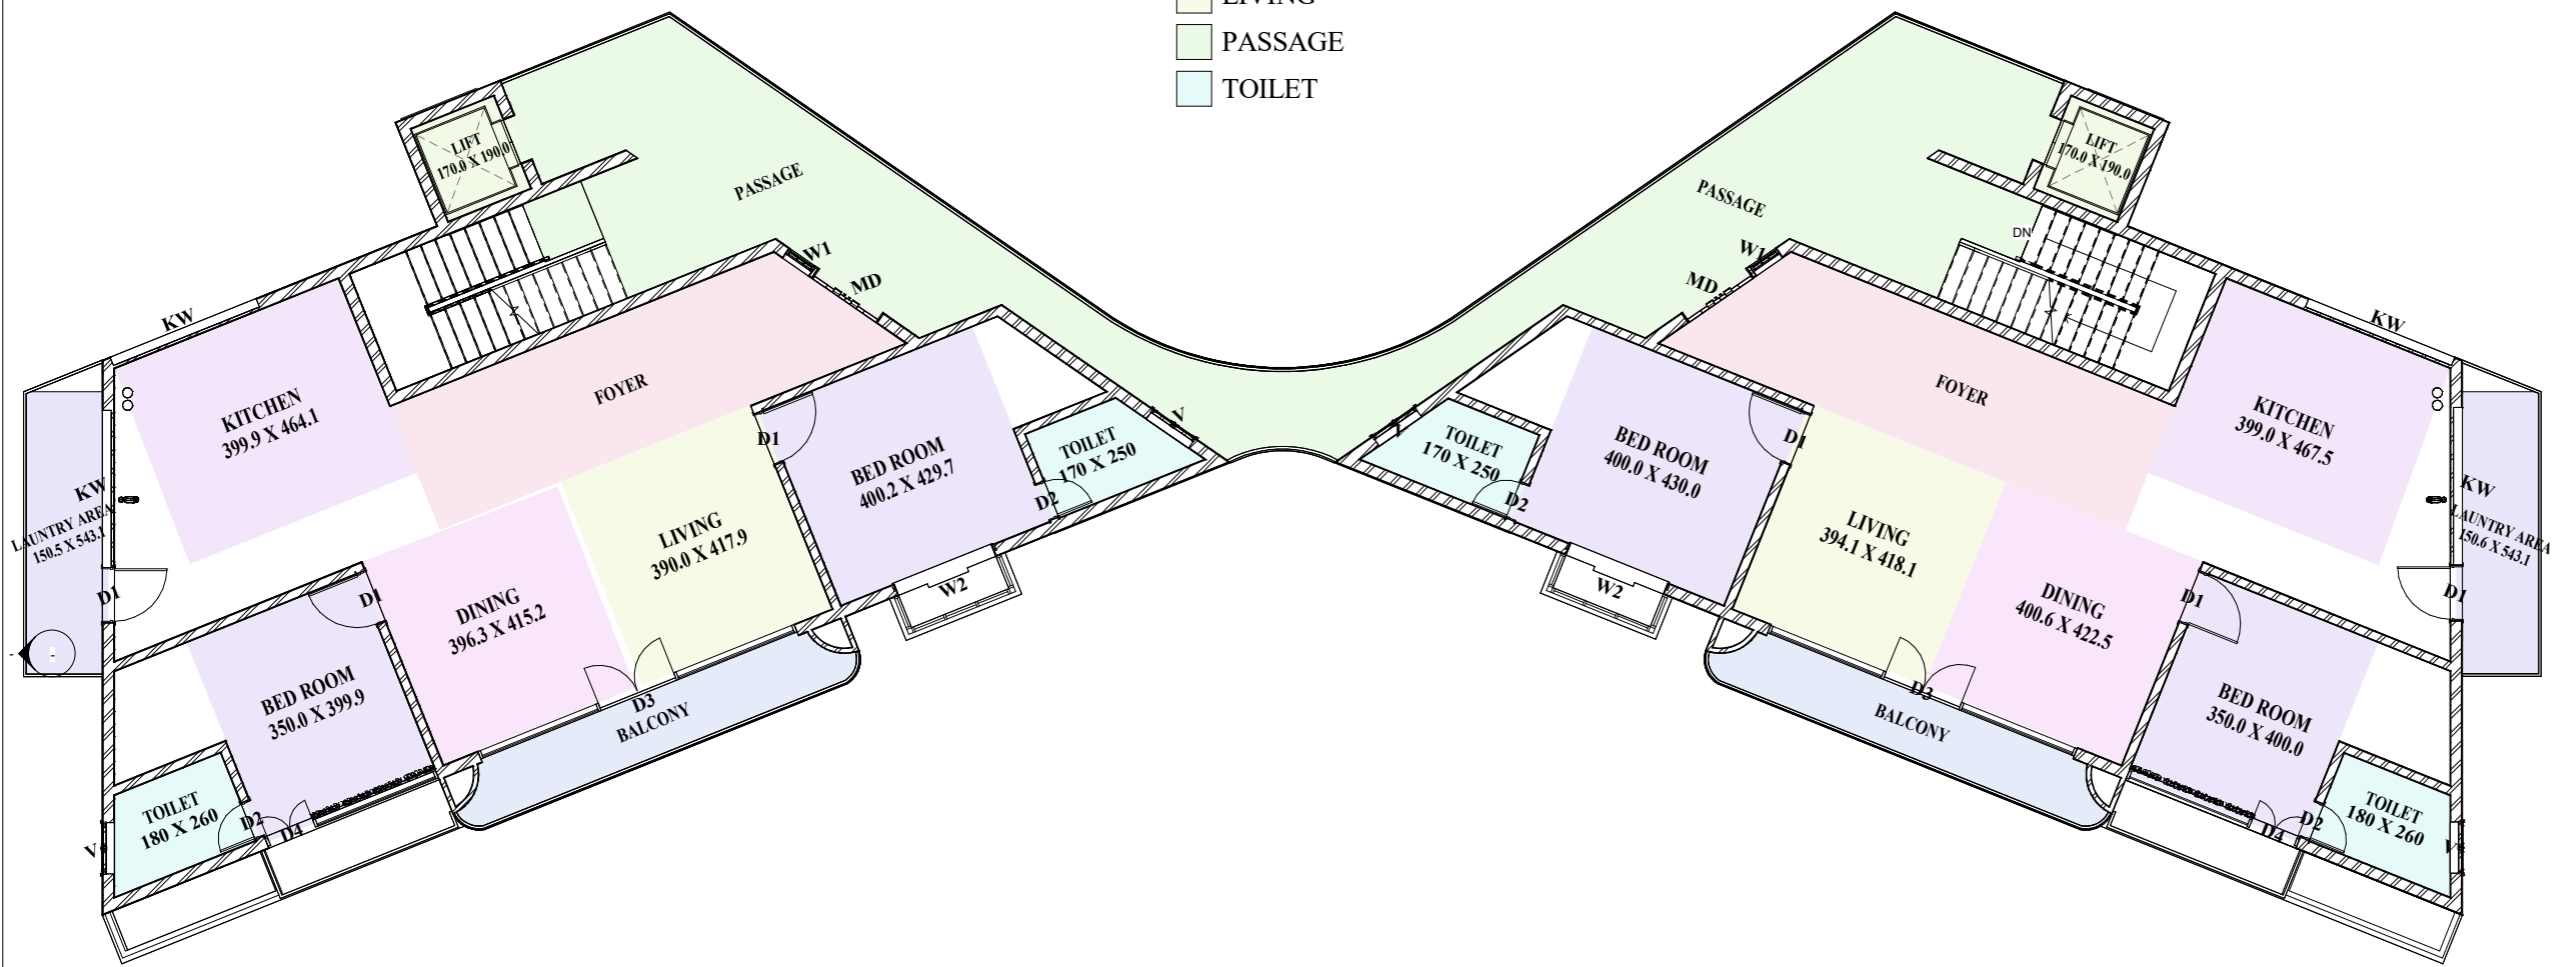 LIVING
PASSAGE
TOILET
LIFT
170.0 X 190.0
PASSAGE
W1
MD
KW
FOYER
KITCHEN
399.9 X 464.1
D1
BED ROOM
400.2 X 429.7
V
TOILET
170 X 250
D2
KW
LAUNTRY AREA
150.5 X 543.1
LIVING
390.0 X 417.9
W2
D1
D1
DINING
396.3 X 415.2
BED ROOM
350.0 X 399.9
D3
BALCONY
TOILET
180 X 260
D2
D4
V
LIFT
170.0 X 190.0
PASSAGE
DN
W1
MD
KW
FOYER
KITCHEN
399.0 X 467.5
D1
BED ROOM
400.0 X 430.0
TOILET
170 X 250
D2
KW
LAUNTRY AREA
150.6 X 543.1
LIVING
394.1 X 418.1
W2
DINING
400.6 X 422.5
D1
D1
BED ROOM
350.0 X 400.0
D3
BALCONY
TOILET
180 X 260
D2
D4
V